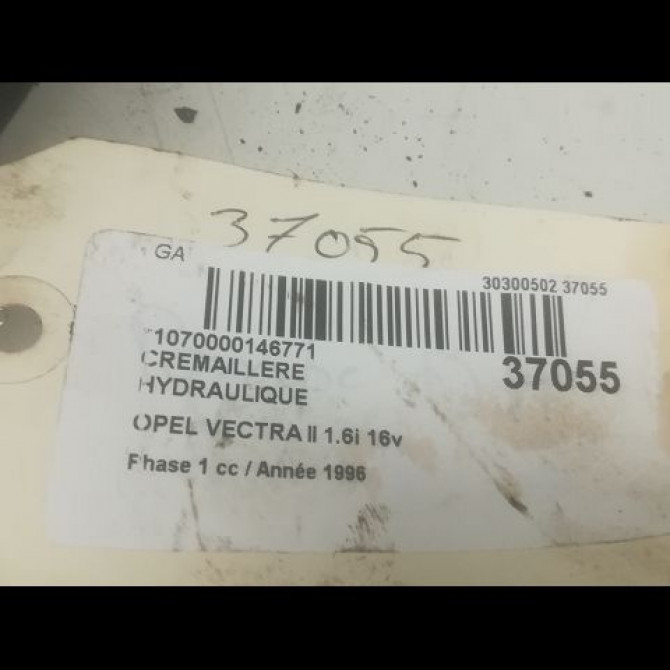 37055
GA
30300502 37055
*1070000146771
37055
CREMAILLERE
HYDRAULIQUE
OPEL VECTRA II 1.6i 16v
Phase 1 cc / Année 1996